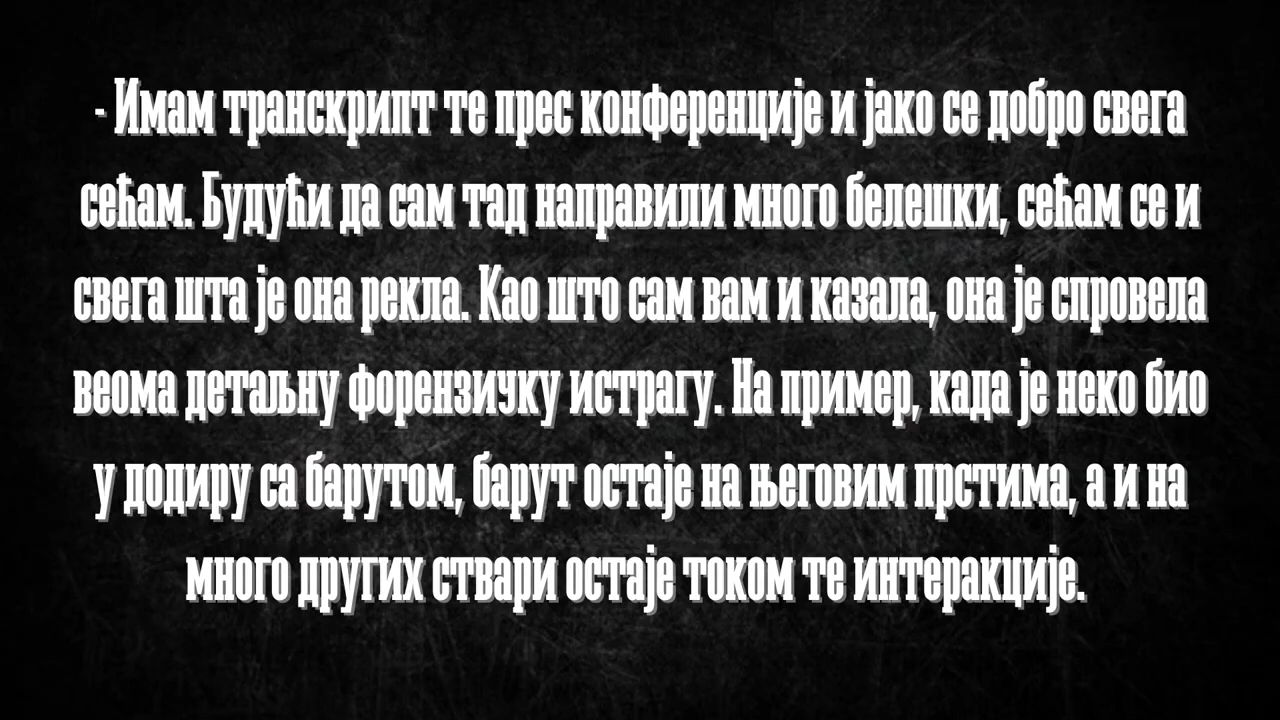 - Имам транскрипт те прес конференције и јако се добро свега
сећам. Будући да сам тад направили много белешки, сећам се и
свега шта је она рекла. Као што сам вам и казала, она је спровела
веома детаљну форензичку истрагу. На пример, када је неко био
у додиру са барутом, барут остаје на његовим прстима, а и на
много других ствари остаје током те интеракције.